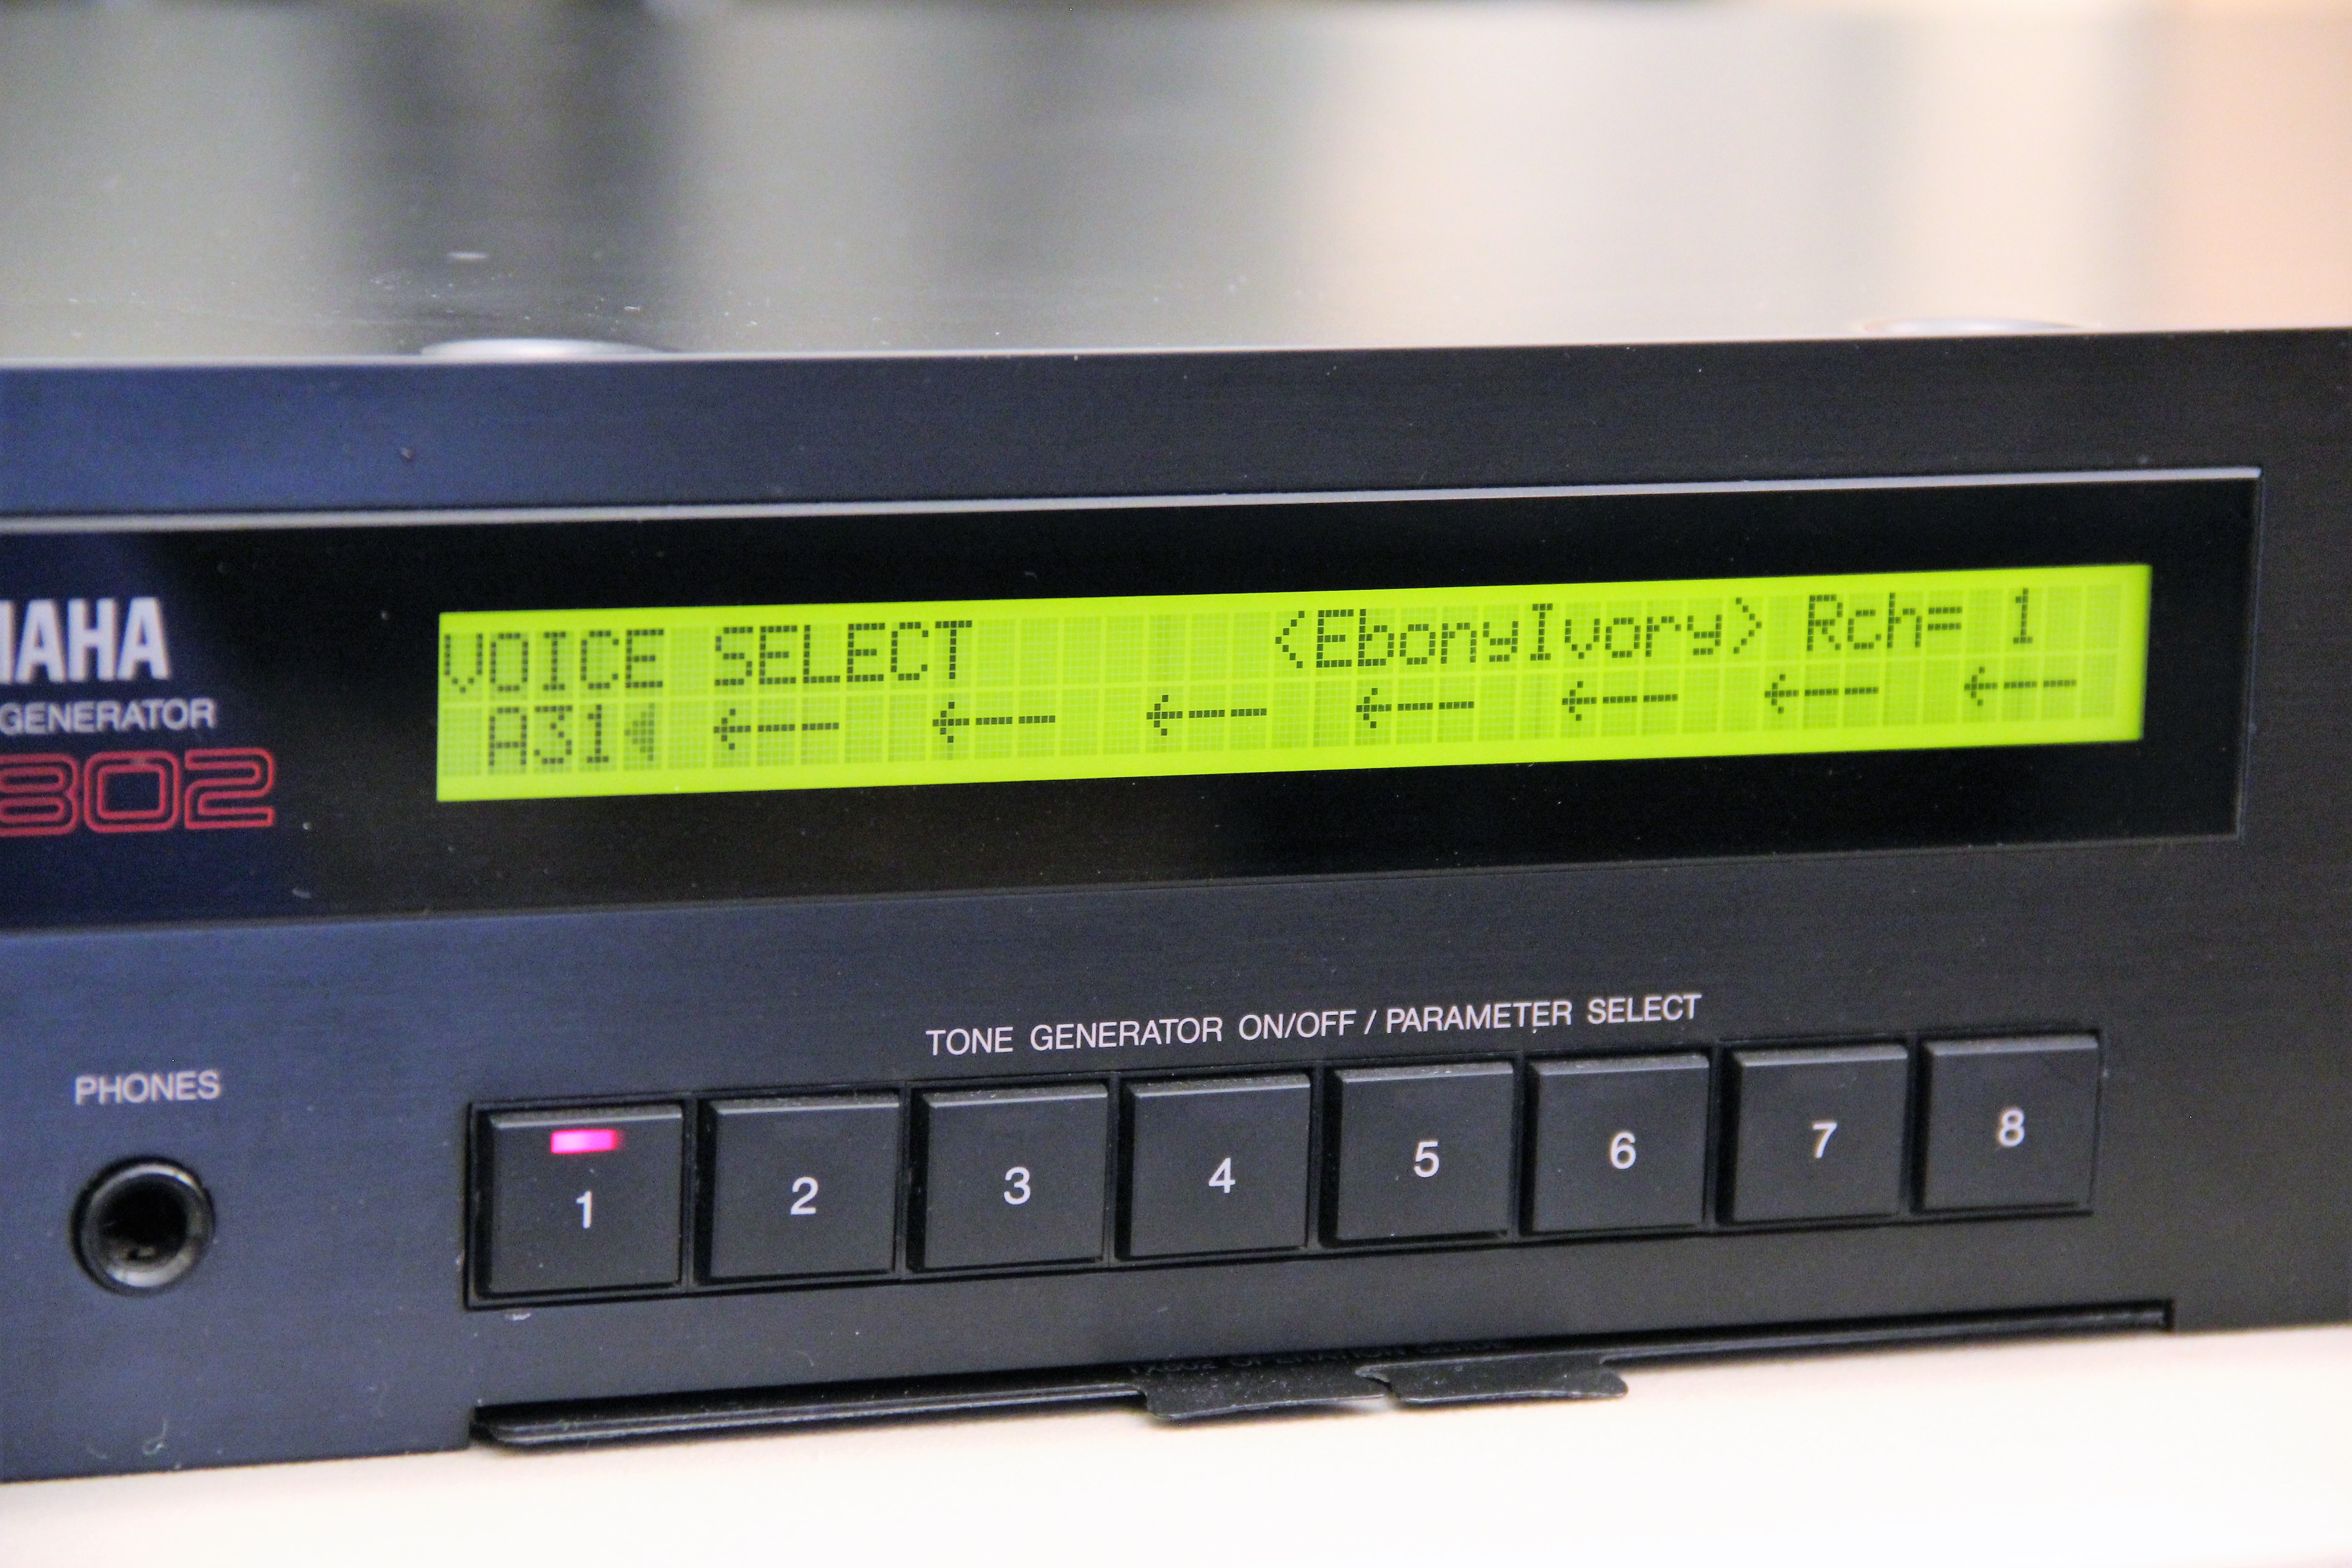 VOICE SELECT <EbonyIvory> Rch= 1
A31◀ ←-- ←-- ←-- ←-- ←-- ←-- ←--
MAHA
GENERATOR
802
TONE GENERATOR ON/OFF / PARAMETER SELECT
PHONES
1 2 3 4 5 6 7 8